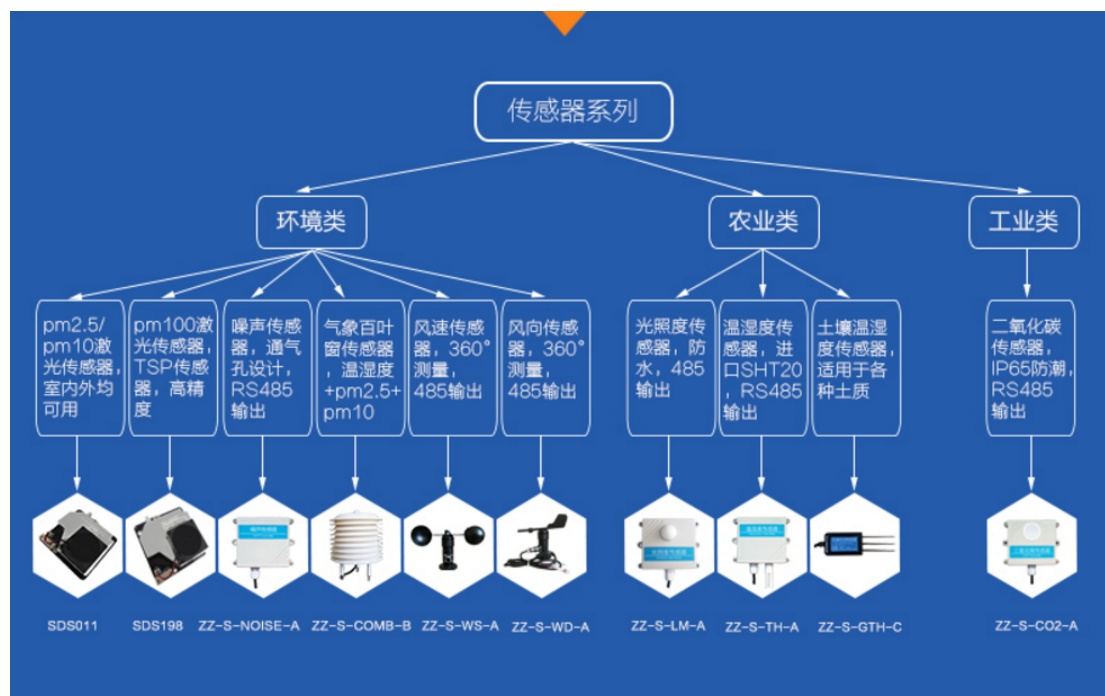 传感器系列
环境类
农业类
工业类
pm2.5/
pm10激
光传感器,
室内外均
可用
pm100激
光传感器,
TSP传感
器,高精
度
噪声传感
器,通气
孔设计,
RS485
输出
气象百叶
窗传感器
,温湿度
+pm2.5+
pm10
风速传感
器,360°
测量,
485输出
风向传感
器,360°
测量,
485输出
光照度传
感器,防
水,485
输出
温湿度传
感器,进
口SHT20
,RS485
输出
土壤温湿
度传感器,
适用于各
种土质
二氧化碳
传感器,
IP65防潮,
RS485
输出
SDS011
SDS198
ZZ-S-NOISE-A
ZZ-S-COMB-B
ZZ-S-WS-A
ZZ-S-WD-A
ZZ-S-LM-A
ZZ-S-TH-A
ZZ-S-GTH-C
ZZ-S-CO2-A